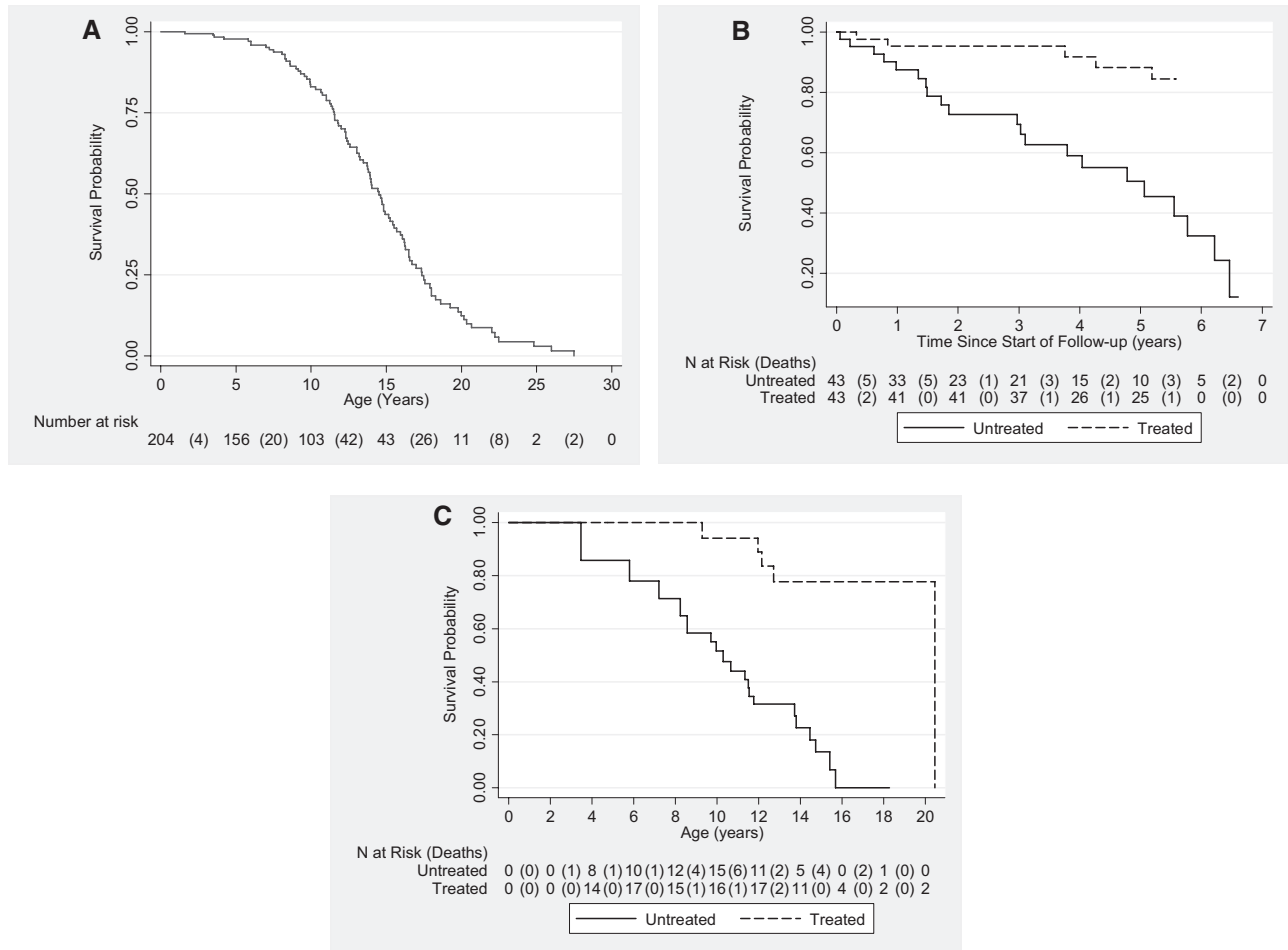 A
1.00
0.75
0.50
0.25
0.00
Survival Probability
0 5 10 15 20 25 30
Age (Years)
Number at risk
204 (4) 156 (20) 103 (42) 43 (26) 11 (8) 2 (2) 0
B
1.00
0.80
0.60
0.40
0.20
Survival Probability
0 1 2 3 4 5 6 7
Time Since Start of Follow-up (years)
N at Risk (Deaths)
Untreated 43 (5) 33 (5) 23 (1) 21 (3) 15 (2) 10 (3) 5 (2) 0
Treated 43 (2) 41 (0) 41 (0) 37 (1) 26 (1) 25 (1) 0 (0) 0
Untreated Treated
C
1.00
0.80
0.60
0.40
0.20
0.00
Survival Probability
0 2 4 6 8 10 12 14 16 18 20
Age (years)
N at Risk (Deaths)
Untreated 0 (0) 0 (1) 8 (1) 10 (1) 12 (4) 15 (6) 11 (2) 5 (4) 0 (2) 1 (0) 0
Treated 0 (0) 0 (0) 14 (0) 17 (0) 15 (1) 16 (1) 17 (2) 11 (0) 4 (0) 2 (0) 2
Untreated Treated